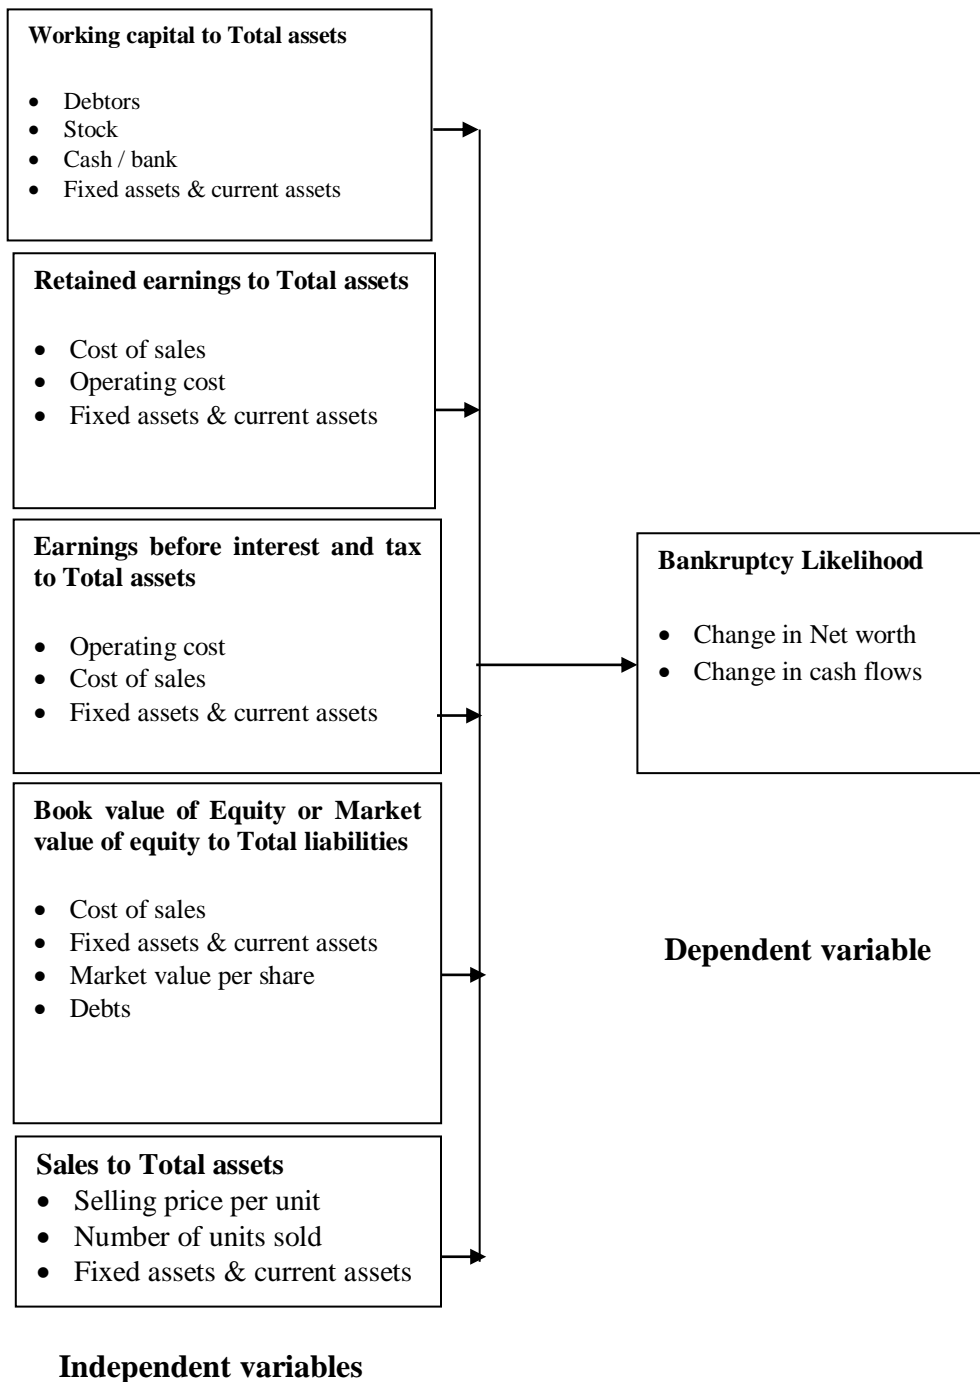 Working capital to Total assets
• Debtors
• Stock
• Cash / bank
• Fixed assets & current assets
Retained earnings to Total assets
• Cost of sales
• Operating cost
• Fixed assets & current assets
Earnings before interest and tax
to Total assets
• Operating cost
• Cost of sales
• Fixed assets & current assets
Book value of Equity or Market
value of equity to Total liabilities
• Cost of sales
• Fixed assets & current assets
• Market value per share
• Debts
Sales to Total assets
• Selling price per unit
• Number of units sold
• Fixed assets & current assets
Independent variables
Bankruptcy Likelihood
• Change in Net worth
• Change in cash flows
Dependent variable